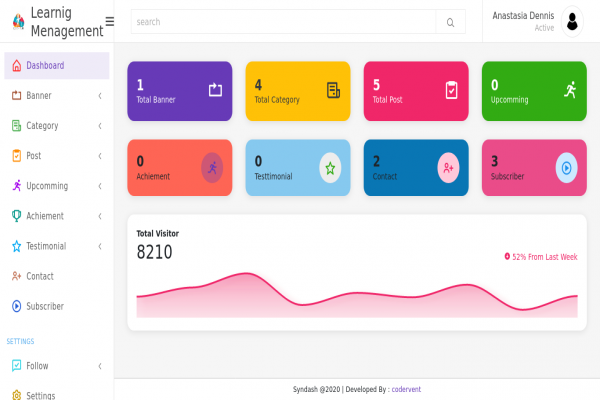 Learnig
Menagement
search
Anastasia Dennis
Active
Dashboard
Banner
Category
Post
Upcomming
Achiement
Testimonial
Contact
Subscriber
SETTINGS
Follow
Settings
1
Total Banner
4
Total Category
5
Total Post
0
Upcomming
0
Achiement
0
Testtimonial
2
Contact
3
Subscriber
Total Visitor
8210
52% From Last Week
Syndash @2020 | Developed By : codervent